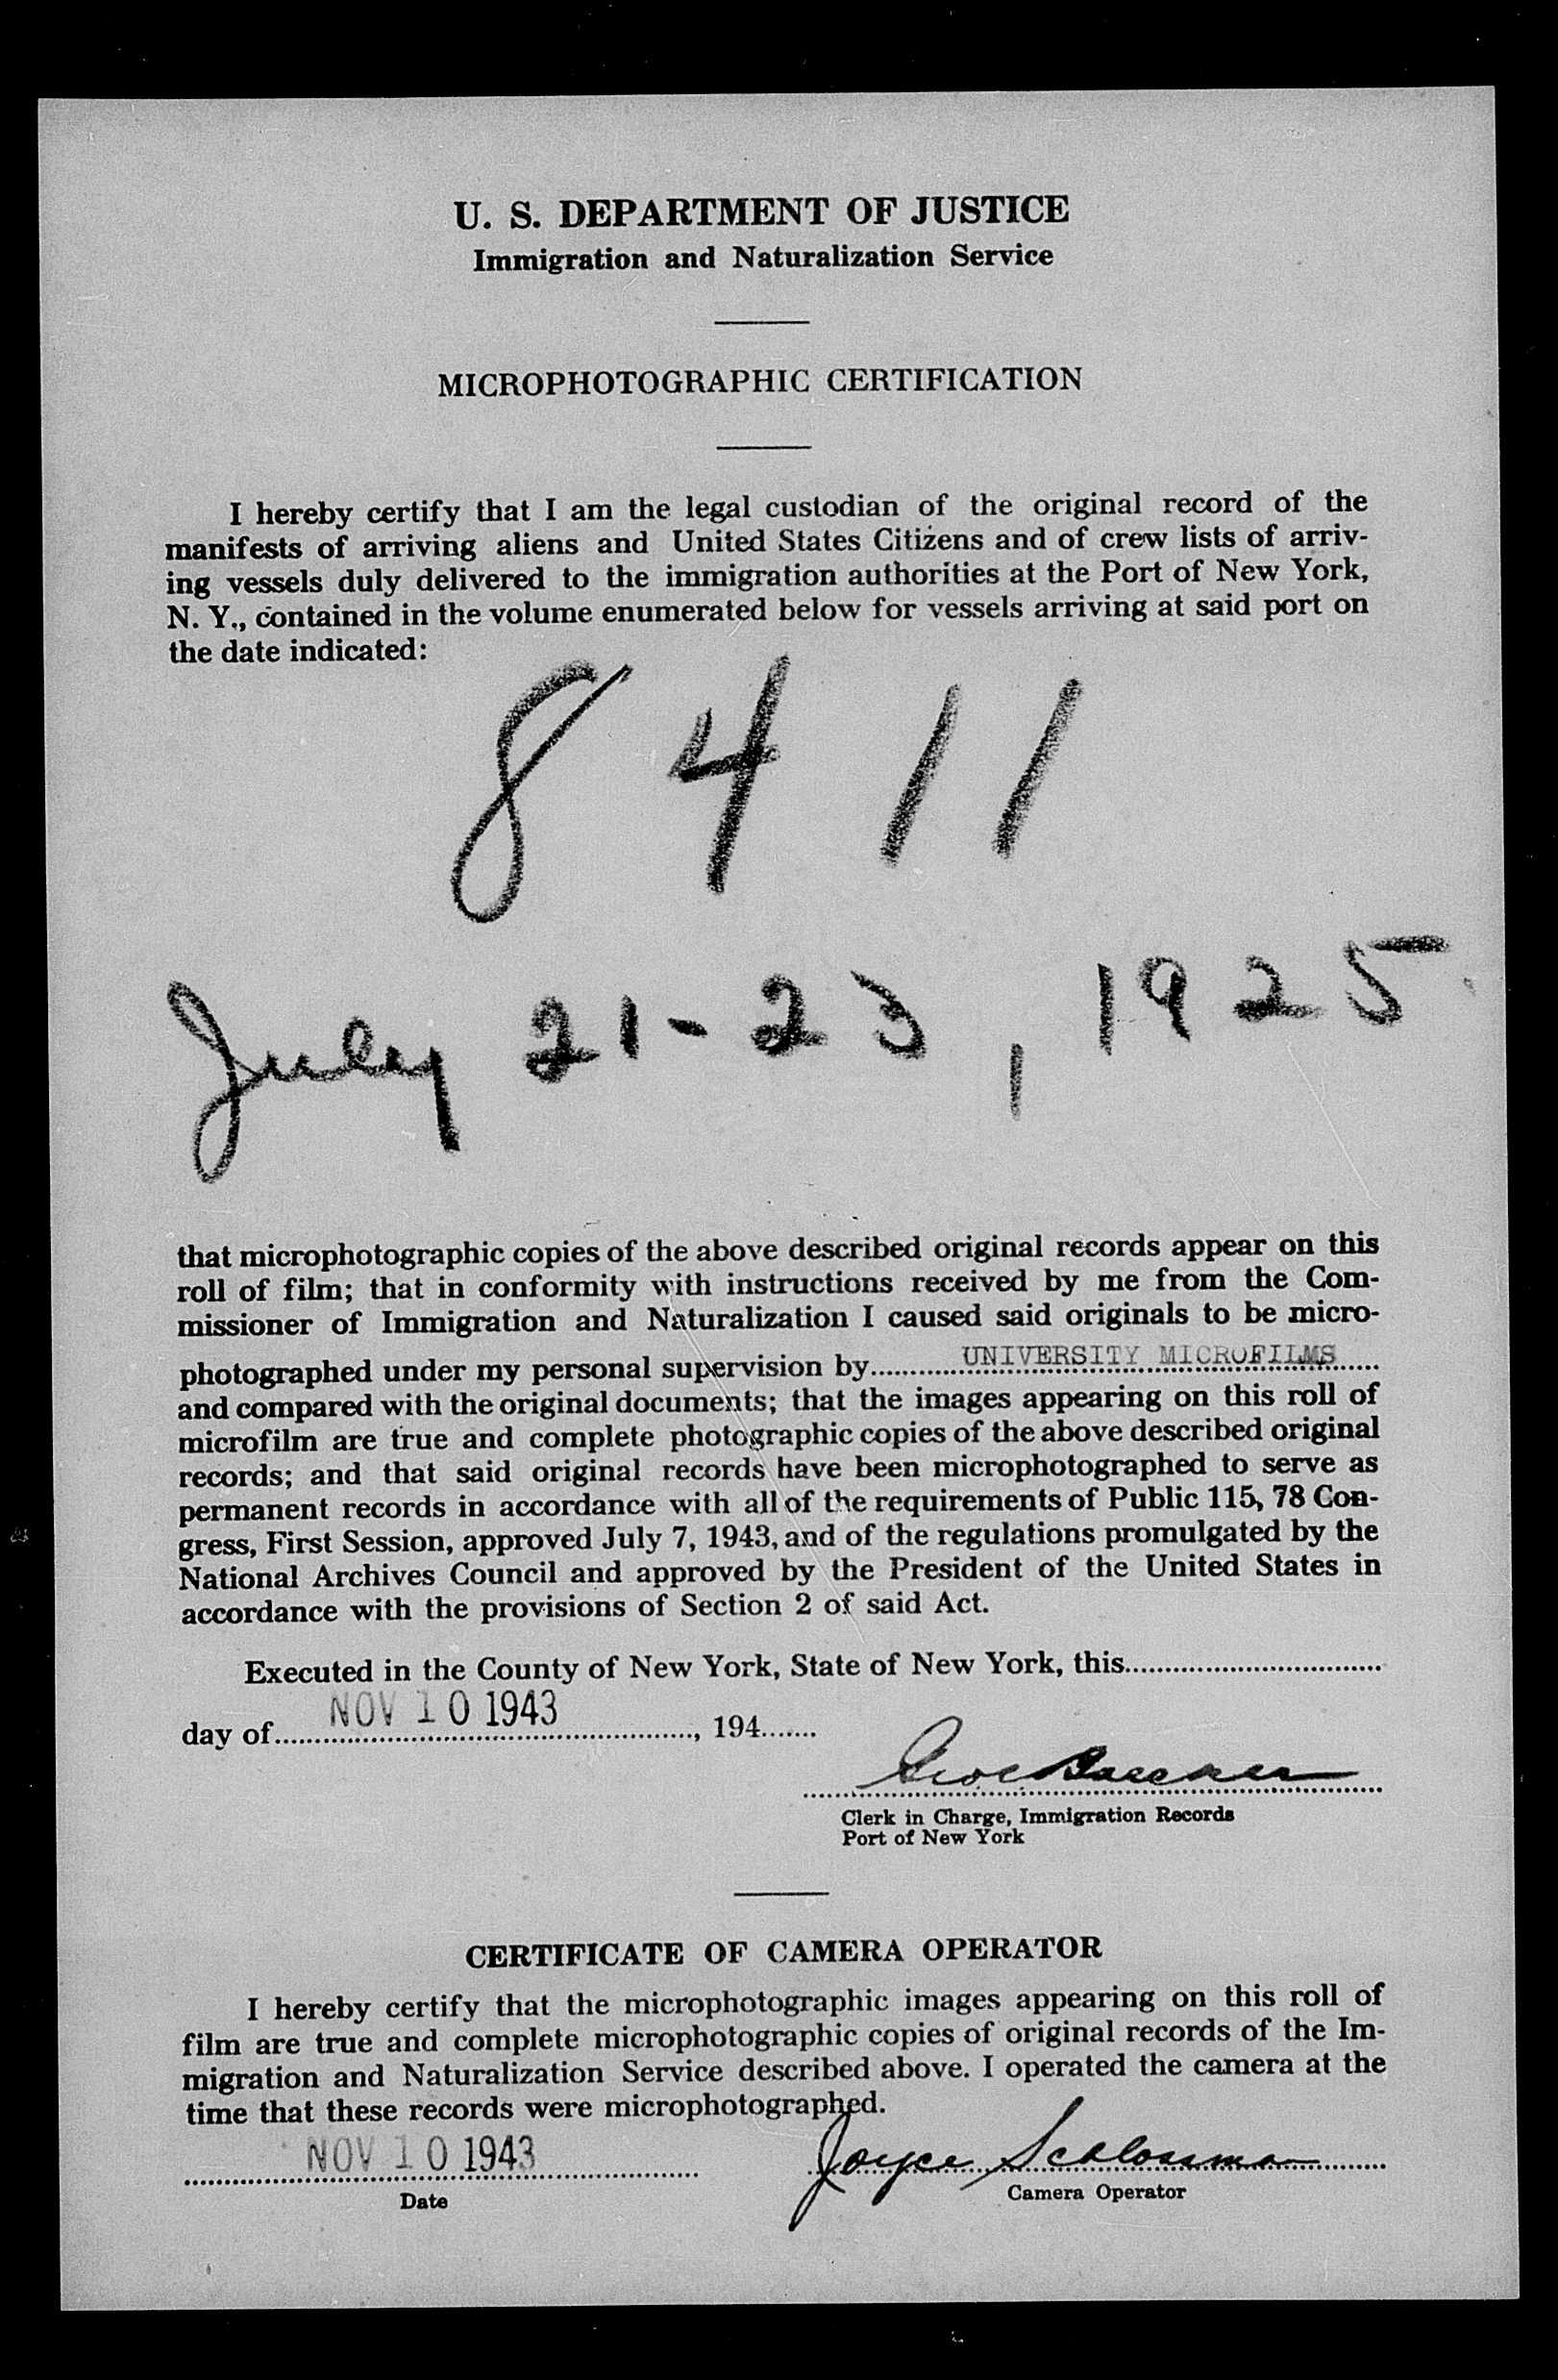 U. S. DEPARTMENT OF JUSTICE
Immigration and Naturalization Service
MICROPHOTOGRAPHIC CERTIFICATION
I hereby certify that I am the legal custodian of the original record of the
manifests of arriving aliens and United States Citizens and of crew lists of arriv-
ing vessels duly delivered to the immigration authorities at the Port of New York,
N. Y., contained in the volume enumerated below for vessels arriving at said port on
the date indicated:
8411
July 21-23, 1925
that microphotographic copies of the above described original records appear on this
roll of film; that in conformity with instructions received by me from the Com-
missioner of Immigration and Naturalization I caused said originals to be micro-
photographed under my personal supervision by UNIVERSITY MICROFILMS
and compared with the original documents; that the images appearing on this roll of
microfilm are true and complete photographic copies of the above described original
records; and that said original records have been microphotographed to serve as
permanent records in accordance with all of the requirements of Public 115, 78 Con-
gress, First Session, approved July 7, 1943, and of the regulations promulgated by the
National Archives Council and approved by the President of the United States in
accordance with the provisions of Section 2 of said Act.
Executed in the County of New York, State of New York, this
day of NOV 10 1943, 194
Clerk in Charge, Immigration Records
Port of New York
CERTIFICATE OF CAMERA OPERATOR
I hereby certify that the microphotographic images appearing on this roll of
film are true and complete microphotographic copies of original records of the Im-
migration and Naturalization Service described above. I operated the camera at the
time that these records were microphotographed.
NOV 10 1943 Joyce
Date
Camera Operator